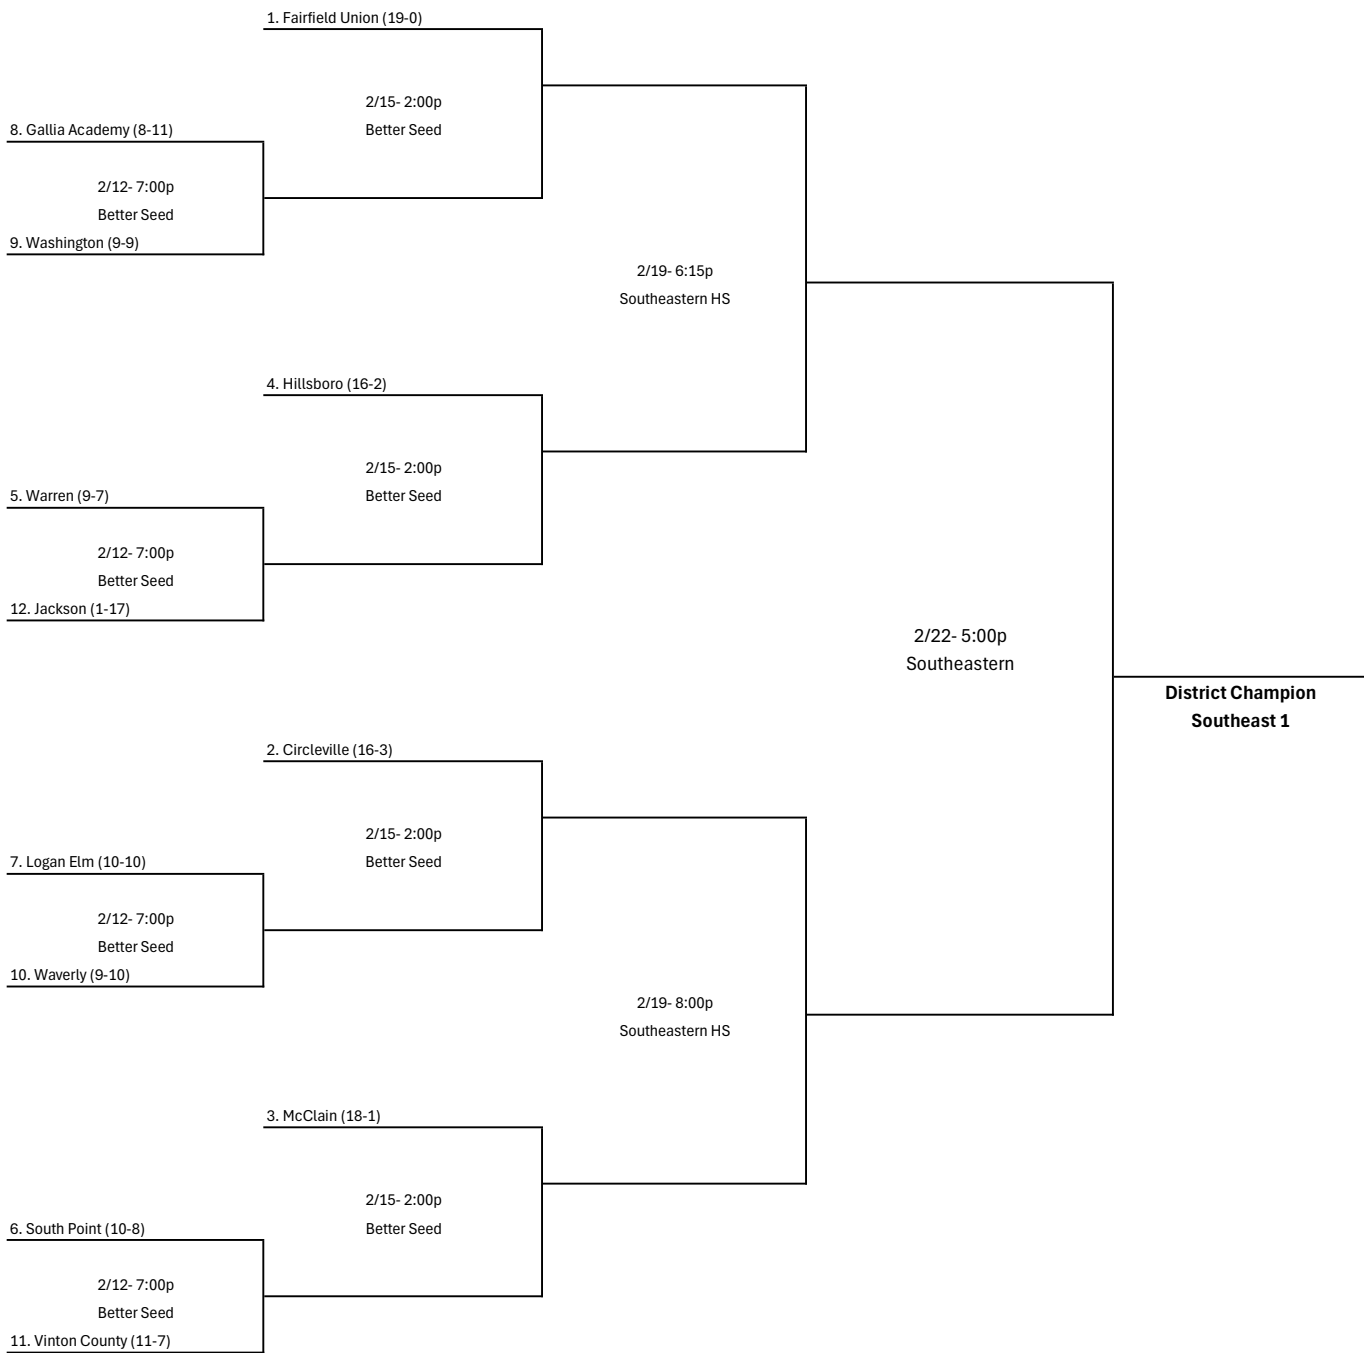 1. Fairfield Union (19-0)
2/15- 2:00p
Better Seed
8. Gallia Academy (8-11)
2/12- 7:00p
Better Seed
9. Washington (9-9)
2/19- 6:15p
Southeastern HS
4. Hillsboro (16-2)
2/15- 2:00p
Better Seed
5. Warren (9-7)
2/12- 7:00p
Better Seed
12. Jackson (1-17)
2/22- 5:00p
Southeastern
District Champion
Southeast 1
2. Circleville (16-3)
2/15- 2:00p
Better Seed
7. Logan Elm (10-10)
2/12- 7:00p
Better Seed
10. Waverly (9-10)
2/19- 8:00p
Southeastern HS
3. McClain (18-1)
2/15- 2:00p
Better Seed
6. South Point (10-8)
2/12- 7:00p
Better Seed
11. Vinton County (11-7)